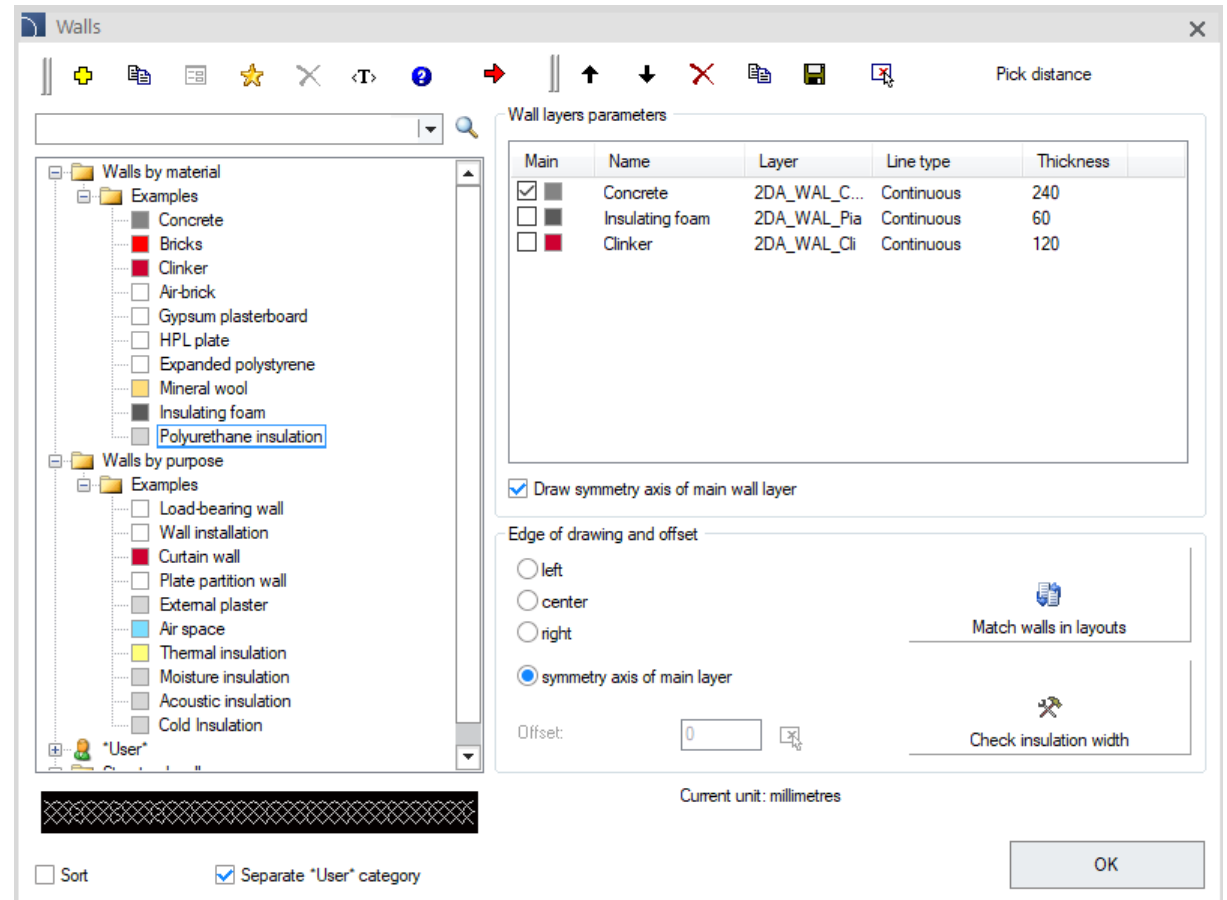 Walls
‹T›
?
Pick distance
Wall layers parameters
Main Name Layer Line type Thickness
Concrete 2DA_WAL_C... Continuous 240
Insulating foam 2DA_WAL_Pia Continuous 60
Clinker 2DA_WAL_Cli Continuous 120
Draw symmetry axis of main wall layer
Walls by material
Examples
Concrete
Bricks
Clinker
Air-brick
Gypsum plasterboard
HPL plate
Expanded polystyrene
Mineral wool
Insulating foam
Polyurethane insulation
Walls by purpose
Examples
Load-bearing wall
Wall installation
Curtain wall
Plate partition wall
External plaster
Air space
Thermal insulation
Moisture insulation
Acoustic insulation
Cold Insulation
*User*
Edge of drawing and offset
left
center
right
symmetry axis of main layer
Offset: 0
Match walls in layouts
Check insulation width
Current unit: millimetres
Sort
Separate *User* category
OK